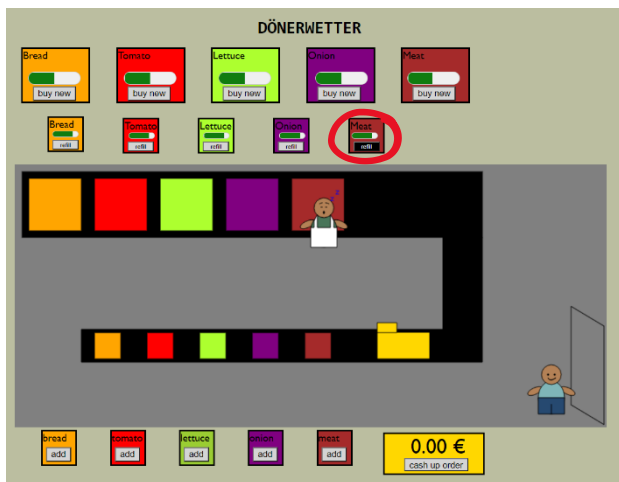 DÖNERWETTER
Bread Tomato Lettuce Onion Meat
buy new buy new buy new buy new buy new
Bread Tomato Lettuce Onion Meat
refill refill refill refill refill
z z
bread tomato lettuce onion meat
add add add add add
0.00 €
cash up order